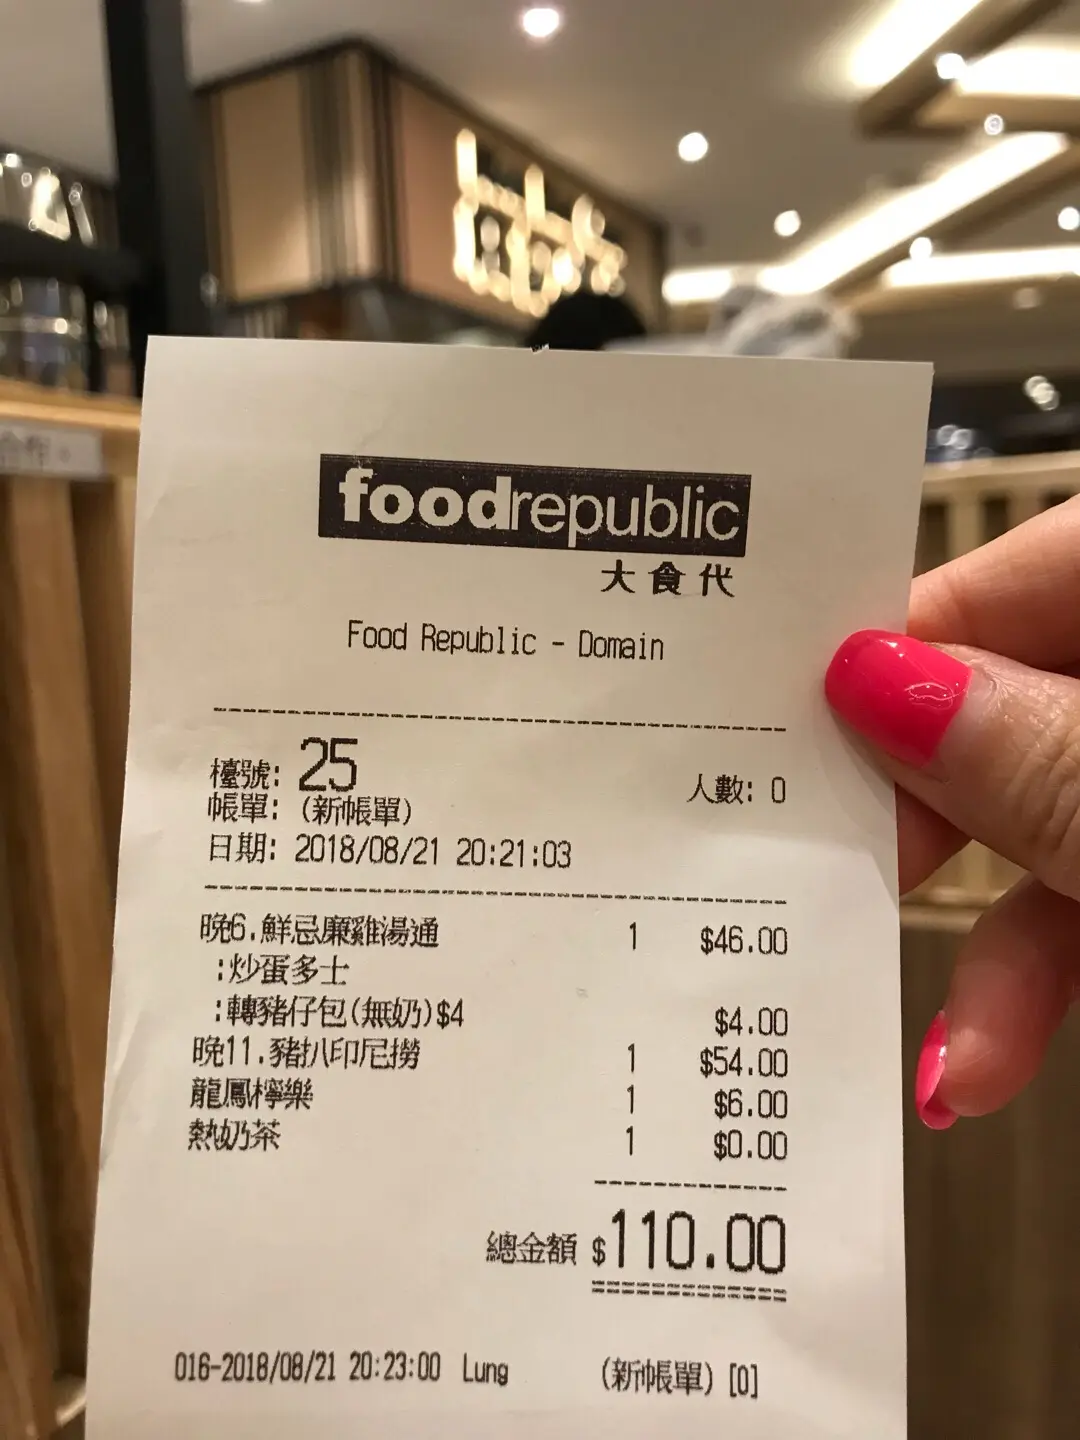 合作。
foodrepublic
大食代
Food Republic - Domain
檯號: 25 人數: 0
帳單: (新帳單)
日期: 2018/08/21 20:21:03
晚6.鮮忌廉雞湯通 1 $46.00
:炒蛋多士
:轉豬仔包(無奶)$4 $4.00
晚11.豬扒印尼撈 1 $54.00
龍鳳檸樂 1 $6.00
熱奶茶 1 $0.00
總金額 $110.00
016-2018/08/21 20:23:00 Lung (新帳單) [0]